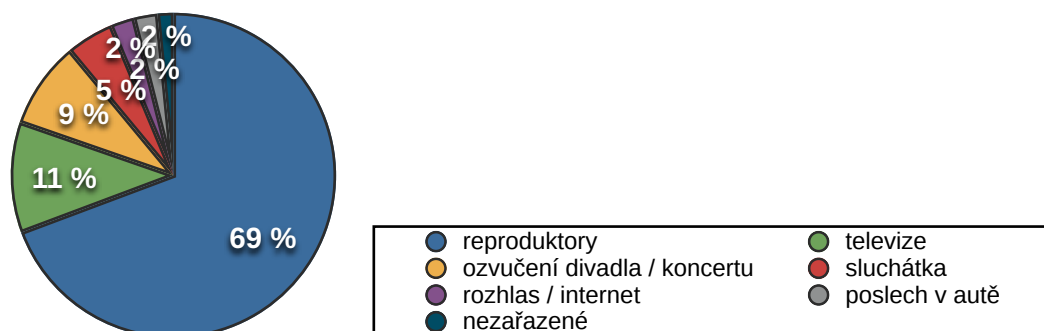 2 %
2 %
2 %
5 %
9 %
11 %
69 %
reproduktory
televize
ozvučení divadla / koncertu
sluchátka
rozhlas / internet
poslech v autě
nezařazené